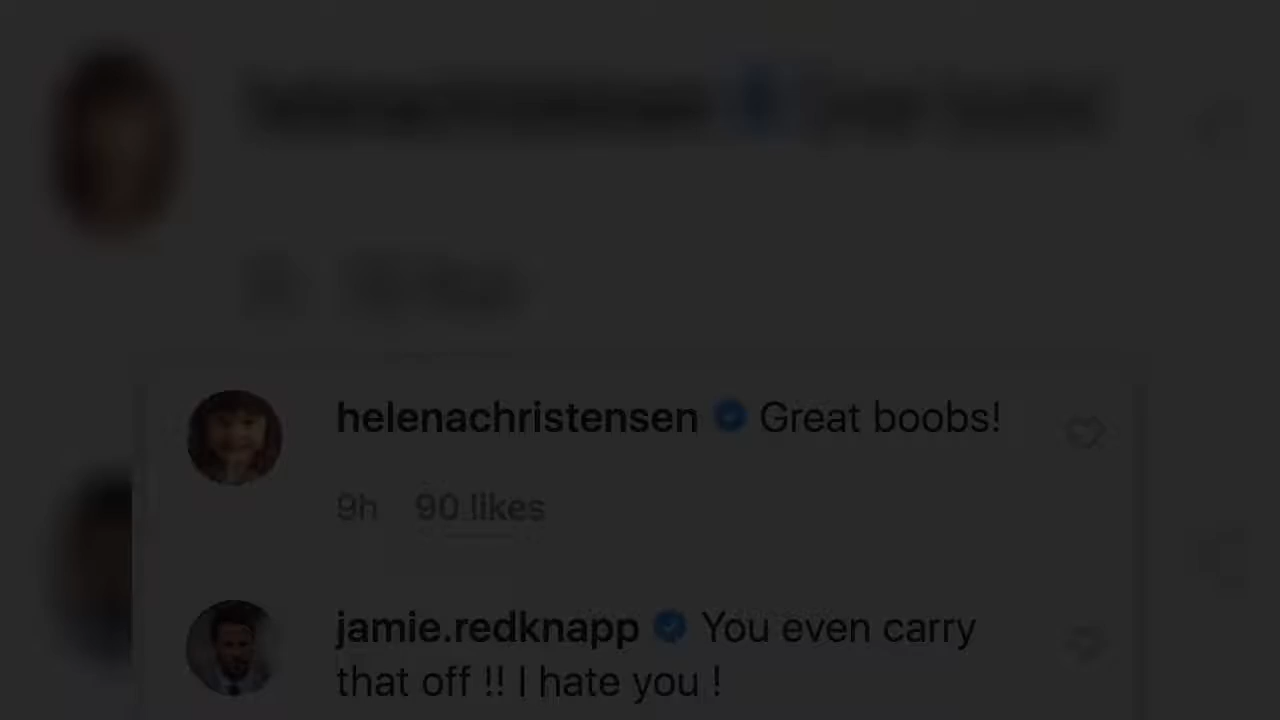 helenachristensen Great boobs!
9h 90 likes
jamie.redknapp You even carry
that off !! I hate you !